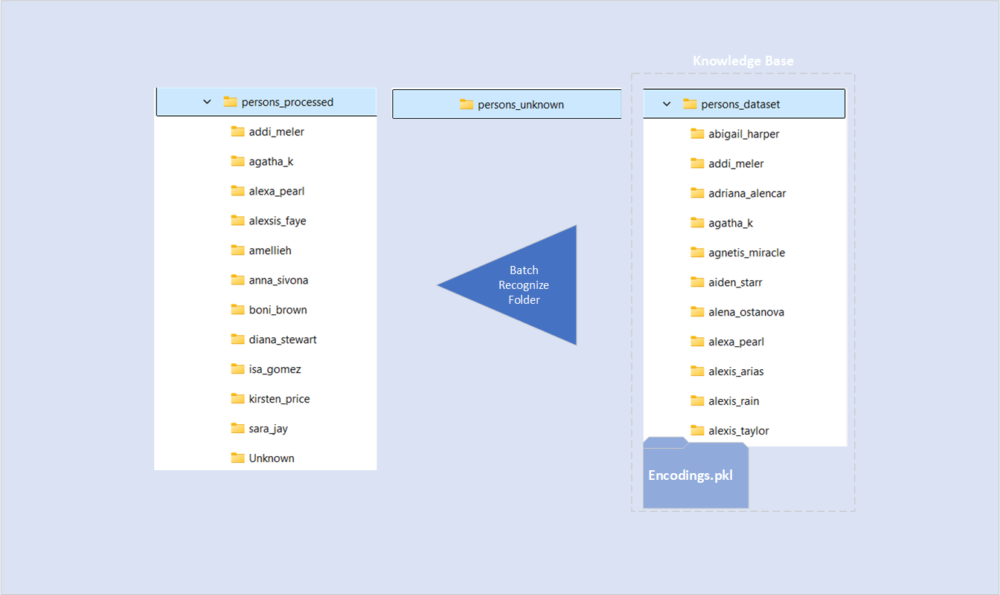 Knowledge Base
persons_processed
addi_meler
agatha_k
alexa_pearl
alexsis_faye
amellieh
anna_sivona
boni_brown
diana_stewart
isa_gomez
kirsten_price
sara_jay
Unknown
persons_unknown
Batch
Recognize
Folder
persons_dataset
abigail_harper
addi_meler
adriana_alencar
agatha_k
agnetis_miracle
aiden_starr
alena_ostanova
alexa_pearl
alexis_arias
alexis_rain
alexis_taylor
Encodings.pkl